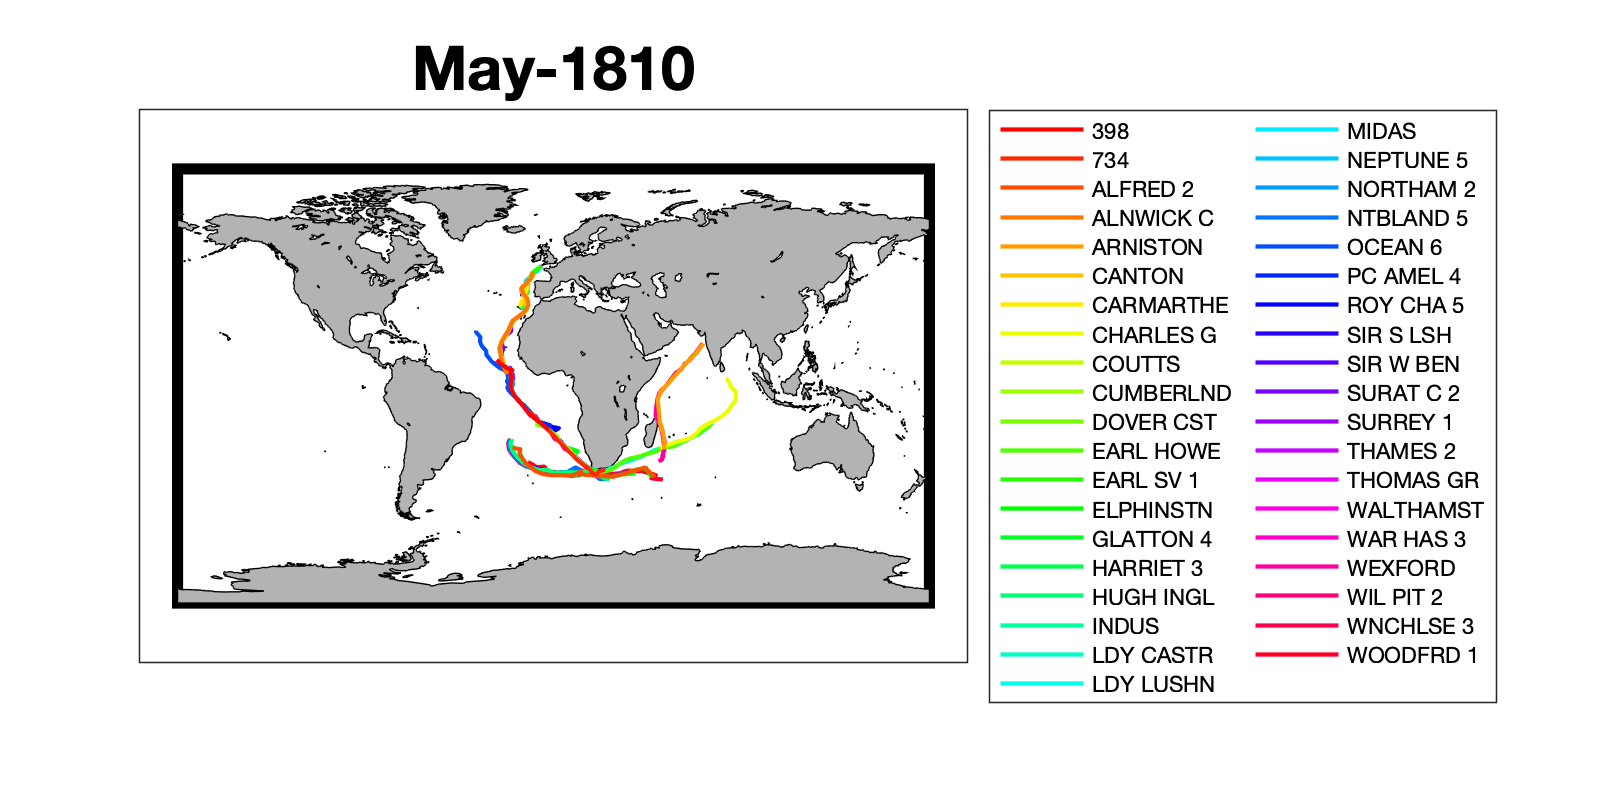 May-1810
398
734
ALFRED 2
ALNWICK C
ARNISTON
CANTON
CARMARTHE
CHARLES G
COUTTS
CUMBERLND
DOVER CST
EARL HOWE
EARL SV 1
ELPHINSTN
GLATTON 4
HARRIET 3
HUGH INGL
INDUS
LDY CASTR
LDY LUSHN
MIDAS
NEPTUNE 5
NORTHAM 2
NTBLAND 5
OCEAN 6
PC AMEL 4
ROY CHA 5
SIR S LSH
SIR W BEN
SURAT C 2
SURREY 1
THAMES 2
THOMAS GR
WALTHAMST
WAR HAS 3
WEXFORD
WIL PIT 2
WNCHLSE 3
WOODFRD 1